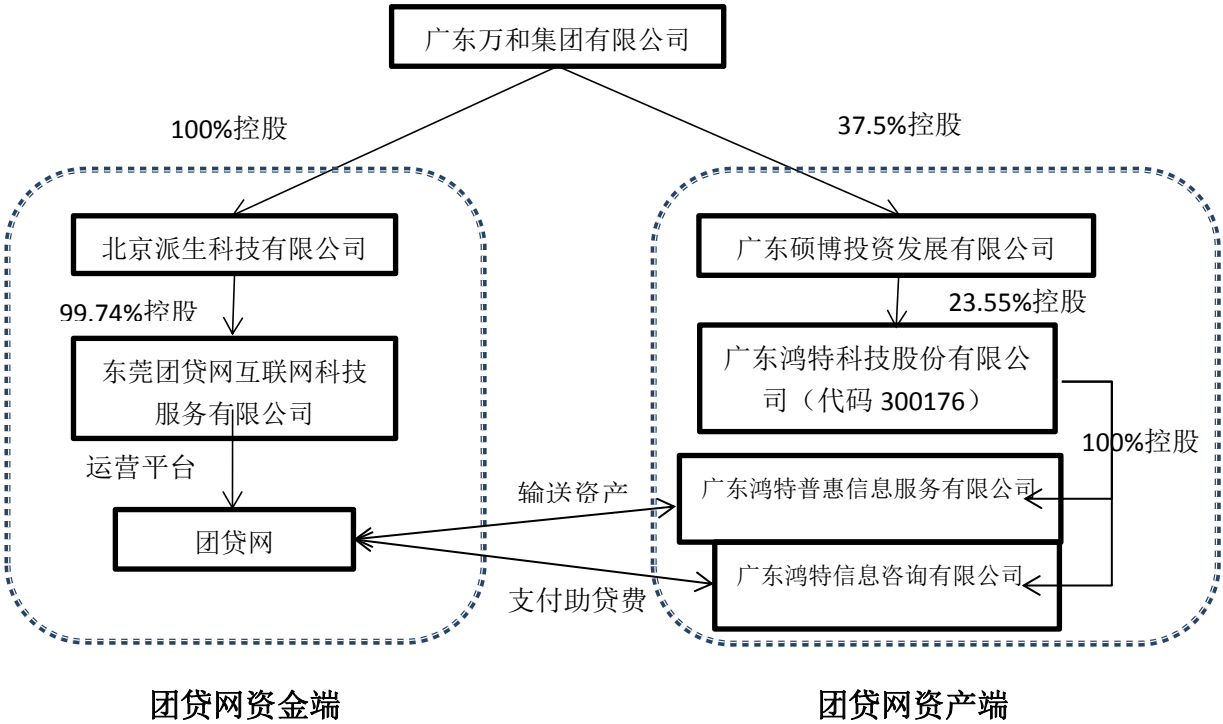 广东万和集团有限公司
100%控股
37.5%控股
北京派生科技有限公司
广东硕博投资发展有限公司
99.74%控股
23.55%控股
东莞团贷网互联网科技
服务有限公司
广东鸿特科技股份有限公
司（代码 300176）
100%控股
运营平台
输送资产
广东鸿特普惠信息服务有限公司
团贷网
广东鸿特信息咨询有限公司
支付助贷费
团贷网资金端
团贷网资产端